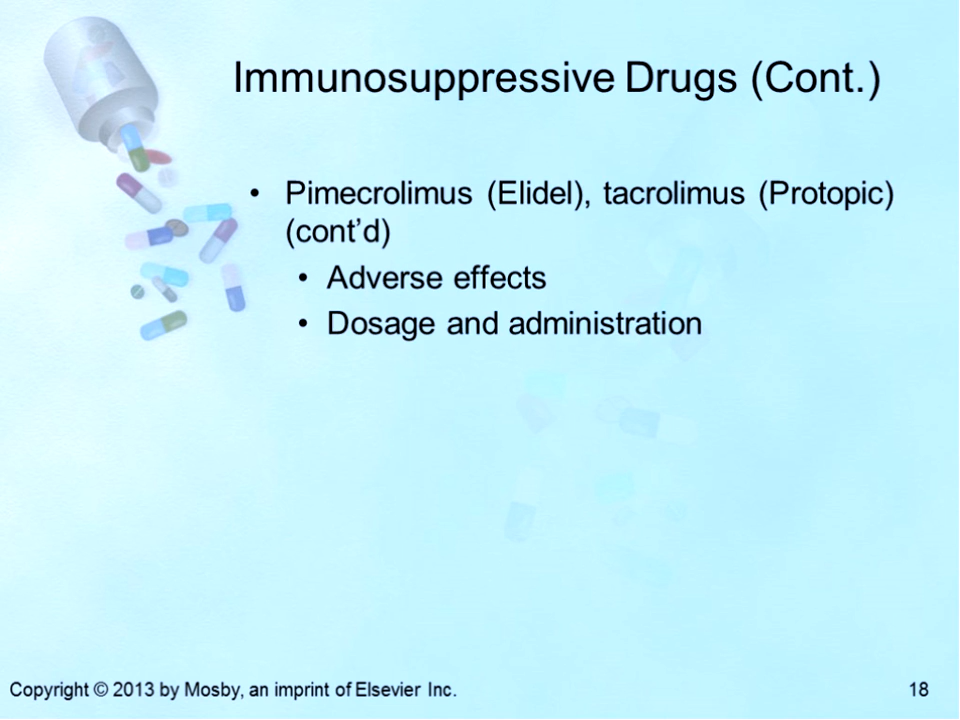 Immunosuppressive Drugs (Cont.)
• Pimecrolimus (Elidel), tacrolimus (Protopic)
(cont’d)
• Adverse effects
• Dosage and administration
Copyright © 2013 by Mosby, an imprint of Elsevier Inc. 18